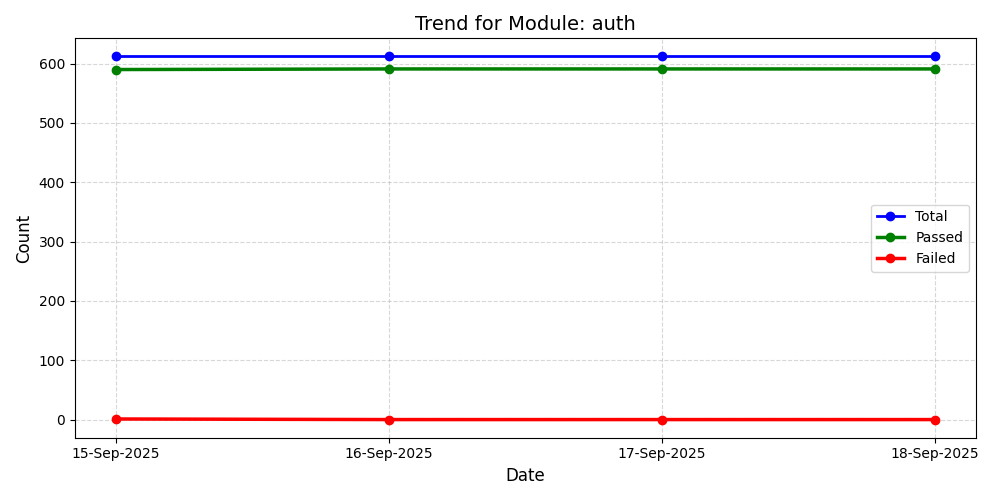 Trend for Module: auth
600
500
400
300
200
100
0
Count
Total
Passed
Failed
15-Sep-2025
16-Sep-2025
17-Sep-2025
18-Sep-2025
Date